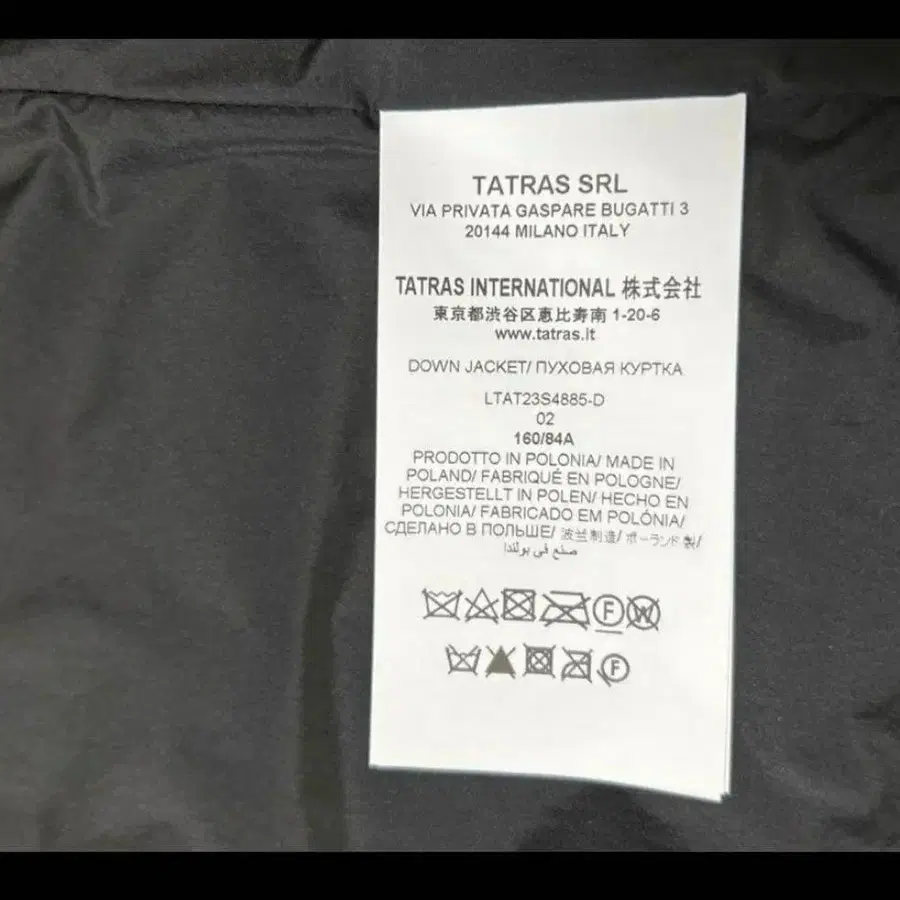 TATRAS SRL
VIA PRIVATA GASPARE BUGATTI 3
20144 MILANO ITALY
TATRAS INTERNATIONAL 株式会社
東京都渋谷区恵比寿南 1-20-6
www.tatras.it
DOWN JACKET/ ПУХОВАЯ КУРТКА
LTAT23S4885-D
02
160/84A
PRODOTTO IN POLONIA/ MADE IN
POLAND/ FABRIQUÉ EN POLOGNE/
HERGESTELLT IN POLEN/ HECHO EN
POLONIA/ FABRICADO EM POLÓNIA/
СДЕЛАНО В ПОЛЬШЕ/ 波兰制造/ ポーランド製/
صنع في بولندا
F W
F